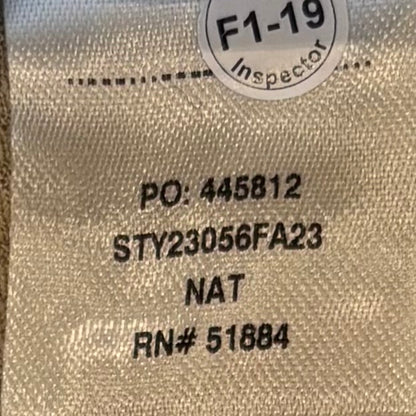 F1-19
Inspector
PO: 445812
STY23056FA23
NAT
RN# 51884